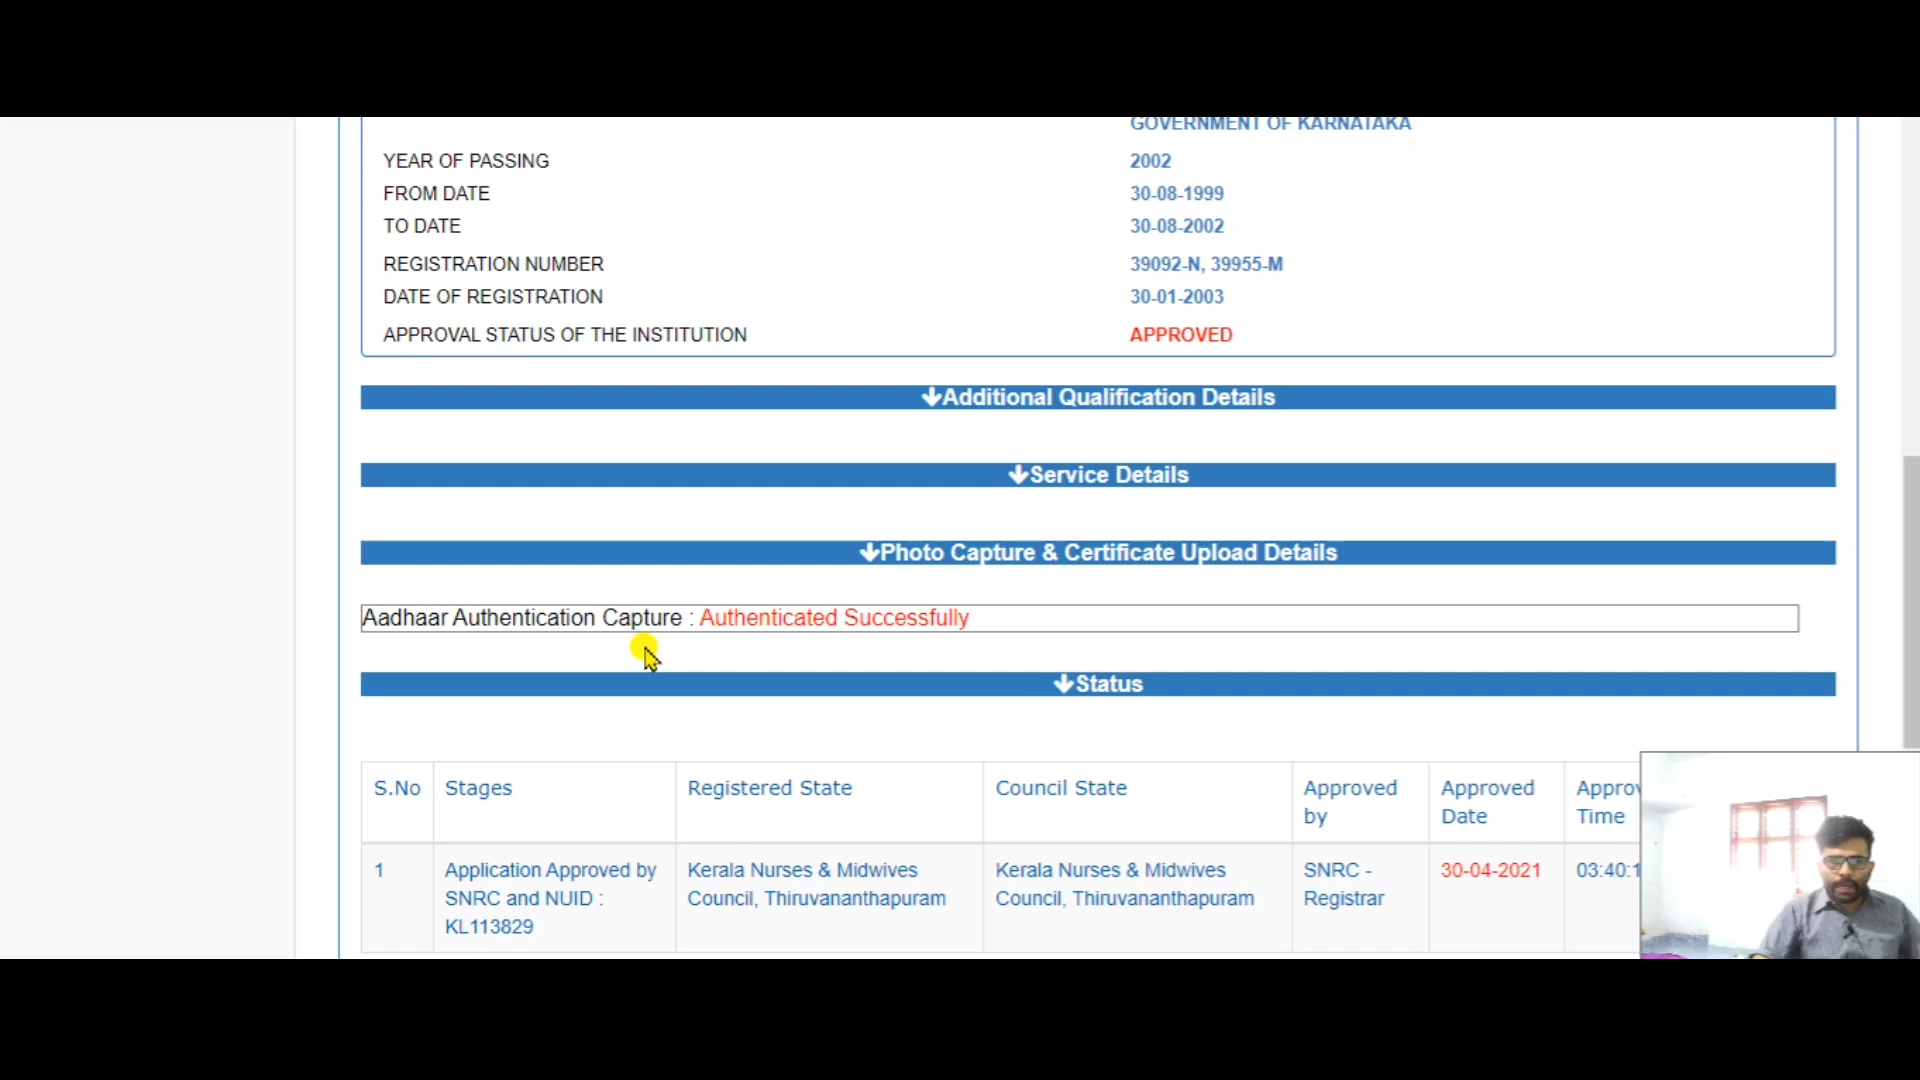 GOVERNMENT OF KARNATAKA
YEAR OF PASSING 2002
FROM DATE 30-08-1999
TO DATE 30-08-2002
REGISTRATION NUMBER 39092-N, 39955-M
DATE OF REGISTRATION 30-01-2003
APPROVAL STATUS OF THE INSTITUTION APPROVED
Additional Qualification Details
Service Details
Photo Capture & Certificate Upload Details
Aadhaar Authentication Capture : Authenticated Successfully
Status
S.No Stages Registered State Council State Approved Approved
by Date Time
1 Application Approved by Kerala Nurses & Midwives Kerala Nurses & Midwives SNRC - 30-04-2021
SNRC and NUID : Council, Thiruvananthapuram Council, Thiruvananthapuram Registrar
KL113829